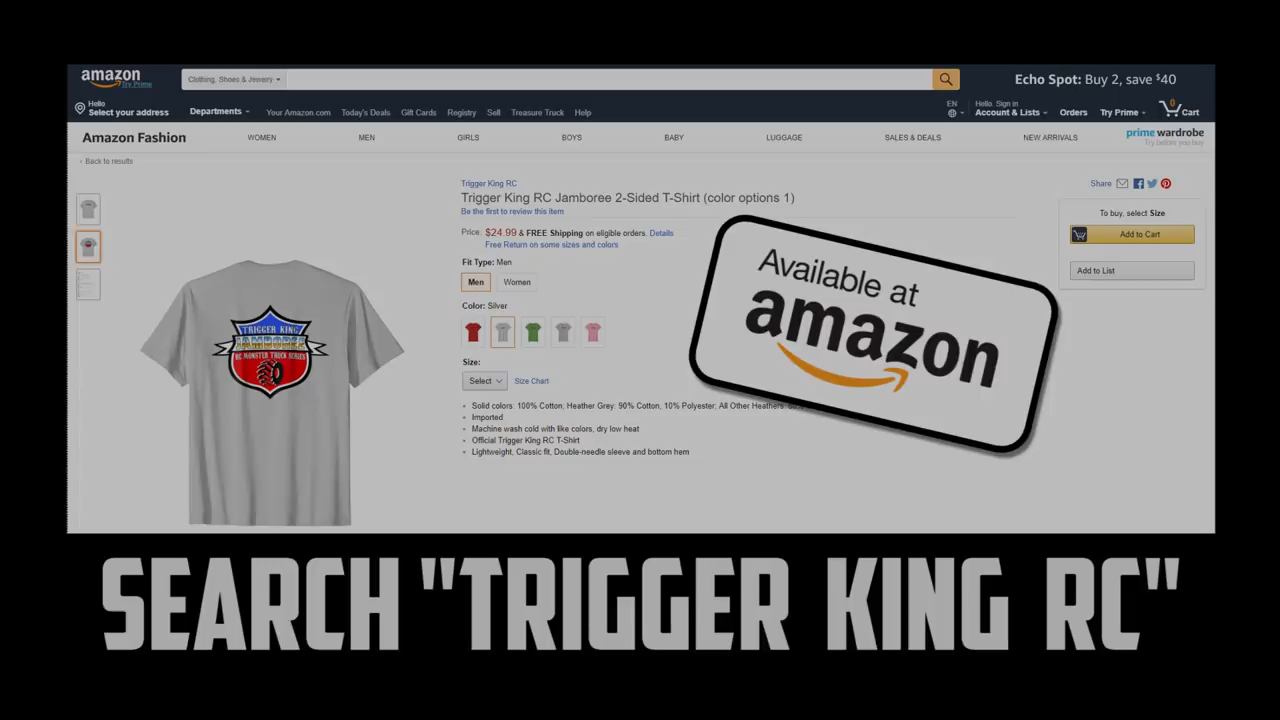 amazon
Try Prime
Clothing, Shoes & Jewelry
Echo Spot: Buy 2, save $40
Hello
Select your address
Departments
Your Amazon.com
Today's Deals
Gift Cards
Registry
Sell
Treasure Truck
Help
EN
Hello. Sign in
Account & Lists
Orders
Try Prime
0
Cart
Amazon Fashion
WOMEN
MEN
GIRLS
BOYS
BABY
LUGGAGE
SALES & DEALS
NEW ARRIVALS
prime wardrobe
Try before you buy
‹ Back to results
Trigger King RC
Trigger King RC Jamboree 2-Sided T-Shirt (color options 1)
Be the first to review this item
Price: $24.99 & FREE Shipping on eligible orders. Details
Free Return on some sizes and colors
Fit Type: Men
Men
Women
Color: Silver
Size:
Select
Size Chart
Solid colors: 100% Cotton; Heather Grey: 90% Cotton, 10% Polyester; All Other Heathers:
Imported
Machine wash cold with like colors, dry low heat
Official Trigger King RC T-Shirt
Lightweight, Classic fit, Double-needle sleeve and bottom hem
Share
To buy, select Size
Add to Cart
Add to List
TRIGGER KING
JAMBOREE
RC MONSTER TRUCK SERIES
Available at
amazon
SEARCH "TRIGGER KING RC"